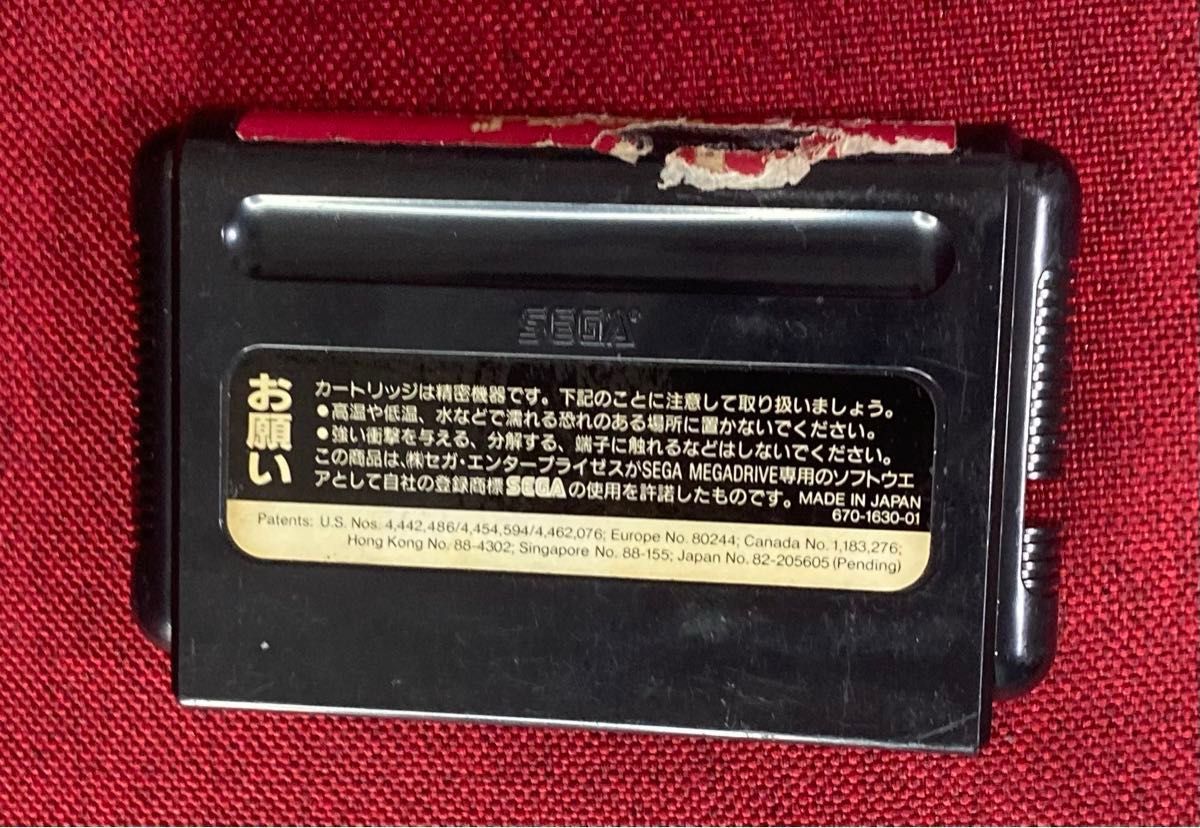 SEGA
お願い
カートリッジは精密機器です。下記のことに注意して取り扱いましょう。
●高温や低温、水などで濡れる恐れのある場所に置かないでください。
●強い衝撃を与える、分解する、端子に触れるなどはしないでください。
この商品は、㈱セガ・エンタープライゼスがSEGA MEGADRIVE専用のソフトウエ
アとして自社の登録商標SEGAの使用を許諾したものです。MADE IN JAPAN
670-1630-01
Patents: U.S. Nos. 4,442,486/4,454,594/4,462,076; Europe No. 80244; Canada No. 1,183,276;
Hong Kong No. 88-4302; Singapore No. 88-155; Japan No. 82-205605 (Pending)